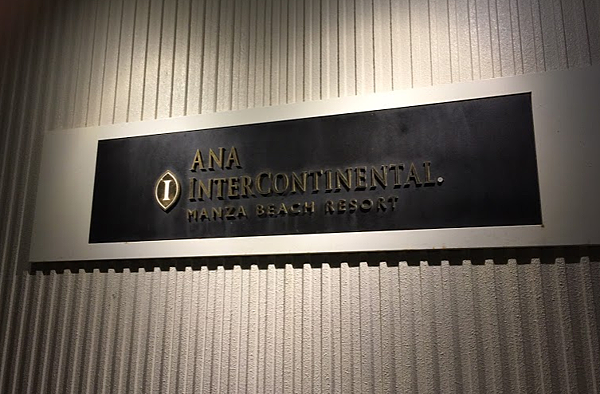 ANA
I INTERCONTINENTAL.
MANZA BEACH RESORT